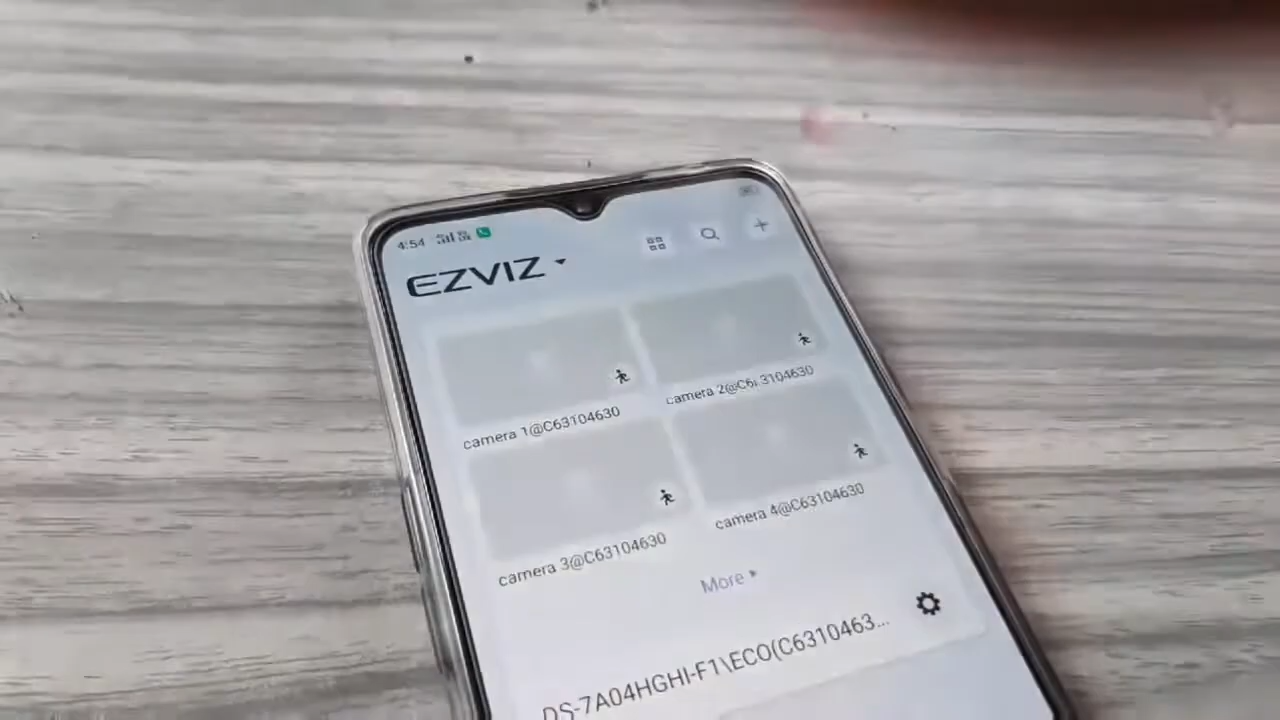 4:54
EZVIZ
camera 1@C63104630
camera 2@C63104630
camera 3@C63104630
camera 4@C63104630
More
DS-7A04HGHI-F1\ECO(C6310463...